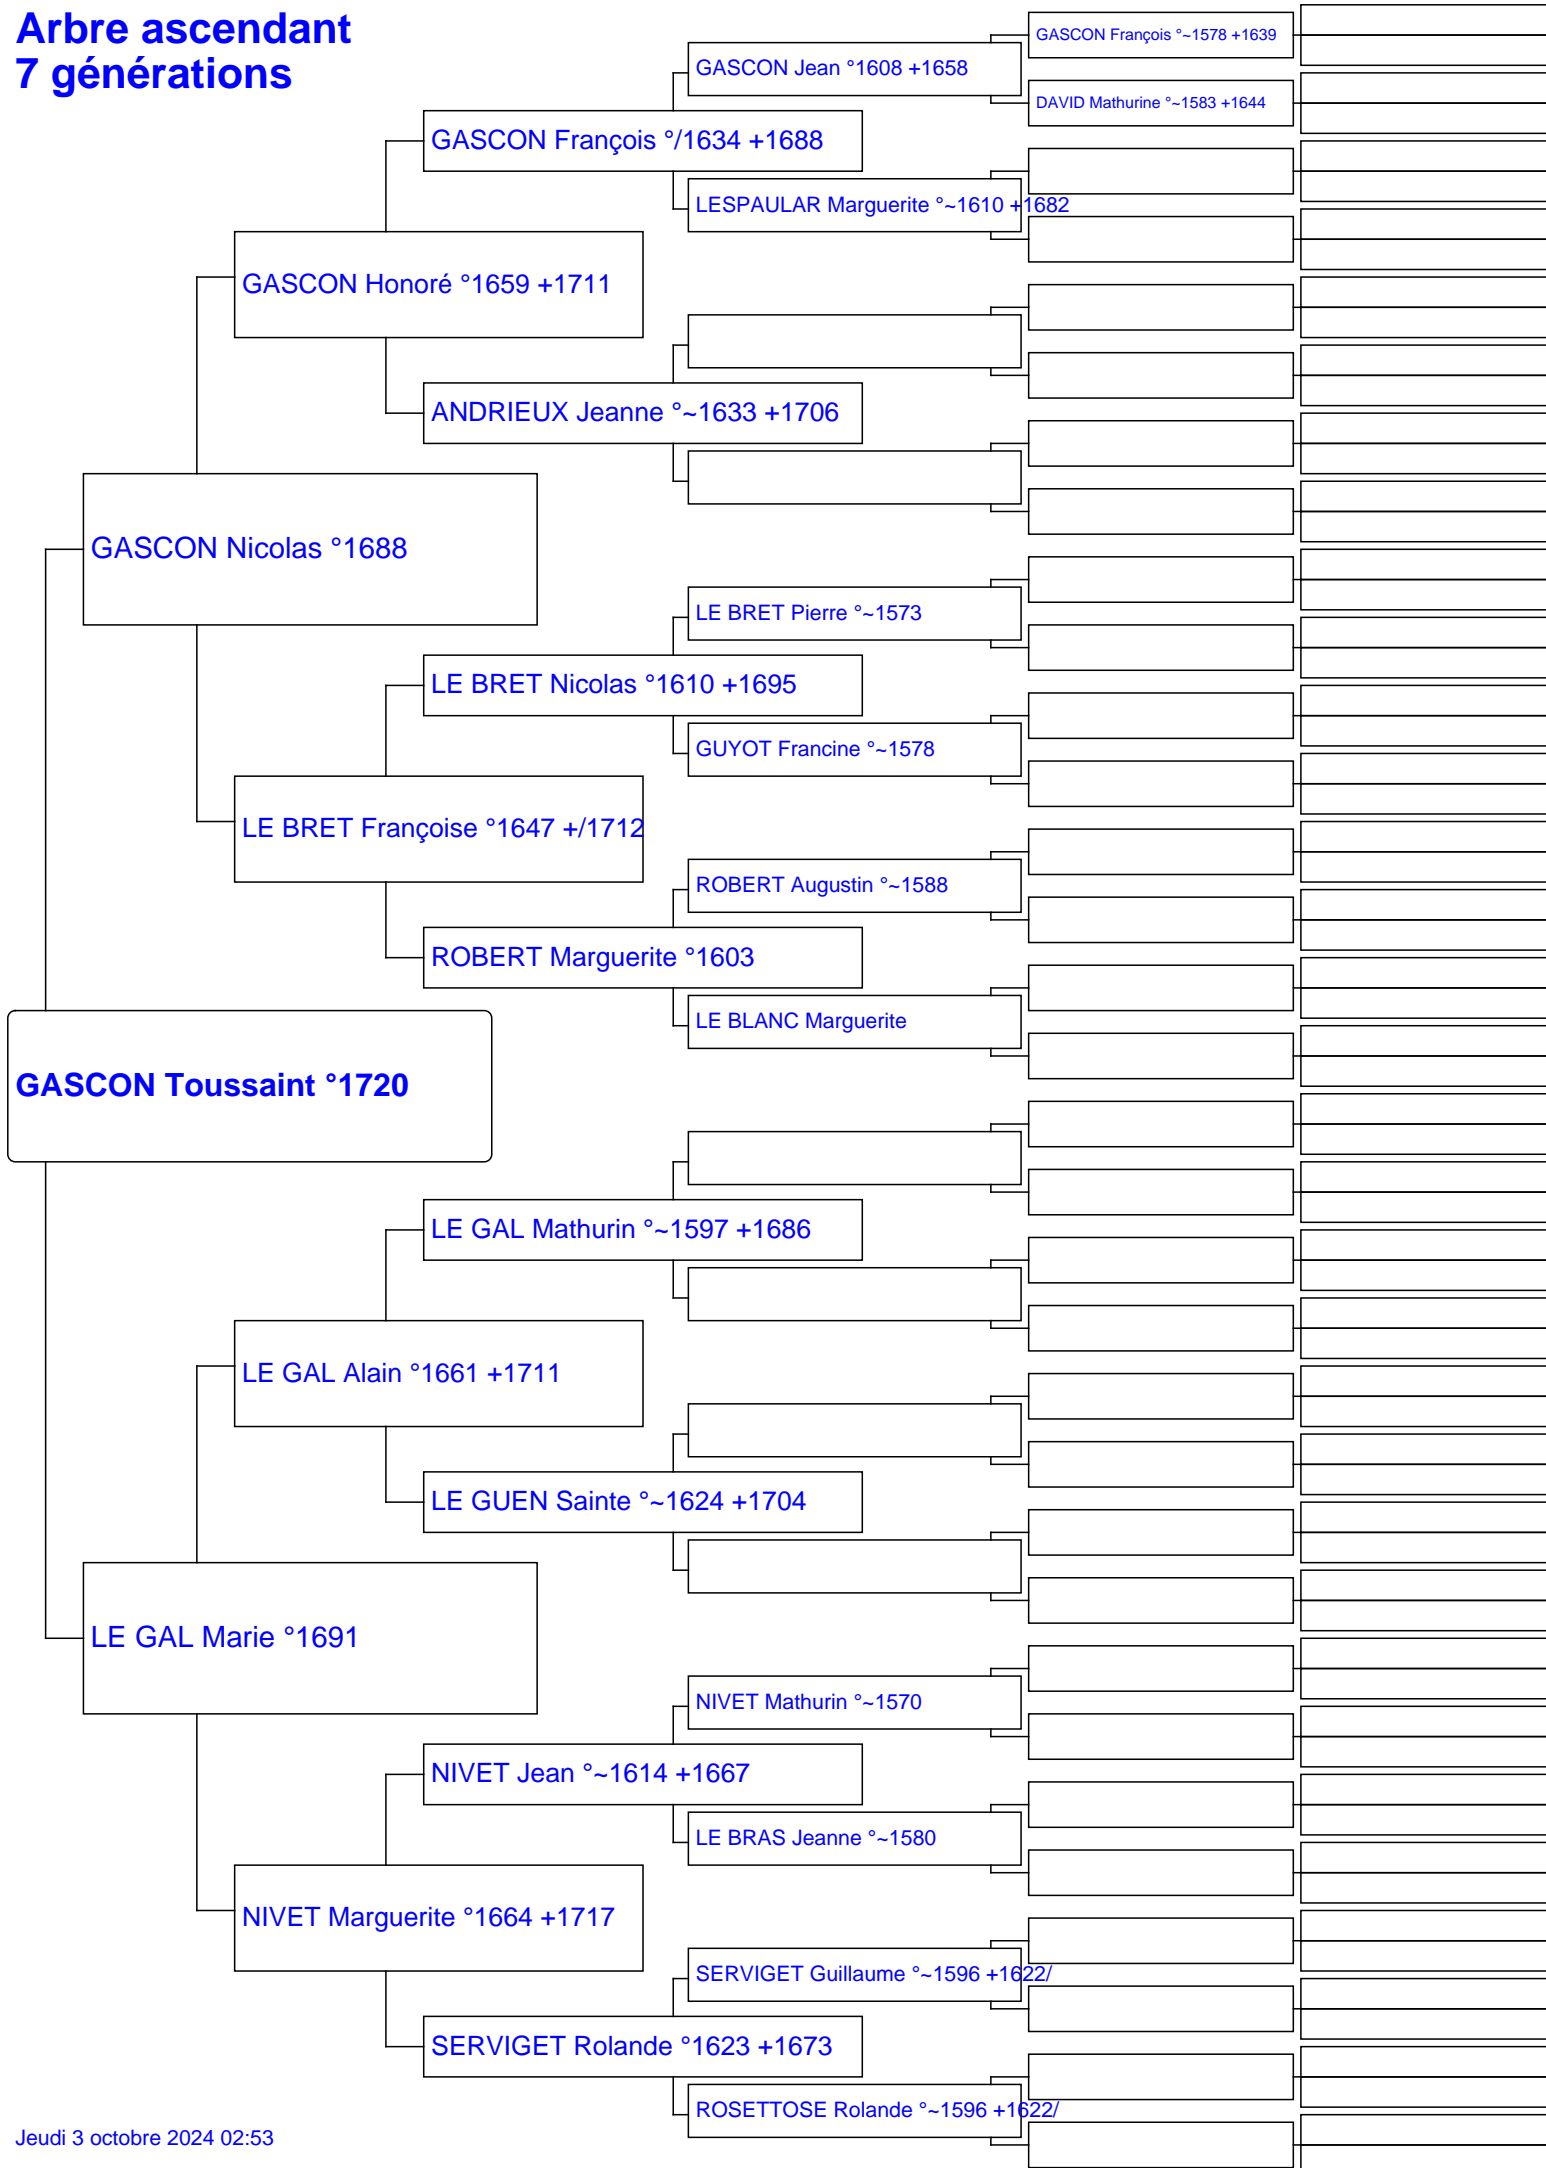 Arbre ascendant
7 générations
GASCON François °~1578 +1639
GASCON Jean °1608 +1658
DAVID Mathurine °~1583 +1644
GASCON François °/1634 +1688
LESPAULAR Marguerite °~1610 +1682
GASCON Honoré °1659 +1711
ANDRIEUX Jeanne °~1633 +1706
GASCON Nicolas °1688
LE BRET Pierre °~1573
LE BRET Nicolas °1610 +1695
GUYOT Francine °~1578
LE BRET Françoise °1647 +/1712
ROBERT Augustin °~1588
ROBERT Marguerite °1603
LE BLANC Marguerite
GASCON Toussaint °1720
LE GAL Mathurin °~1597 +1686
LE GAL Alain °1661 +1711
LE GUEN Sainte °~1624 +1704
LE GAL Marie °1691
NIVET Mathurin °~1570
NIVET Jean °~1614 +1667
LE BRAS Jeanne °~1580
NIVET Marguerite °1664 +1717
SERVIGET Guillaume °~1596 +1622/
SERVIGET Rolande °1623 +1673
ROSETTOSE Rolande °~1596 +1622/
Jeudi 3 octobre 2024 02:53